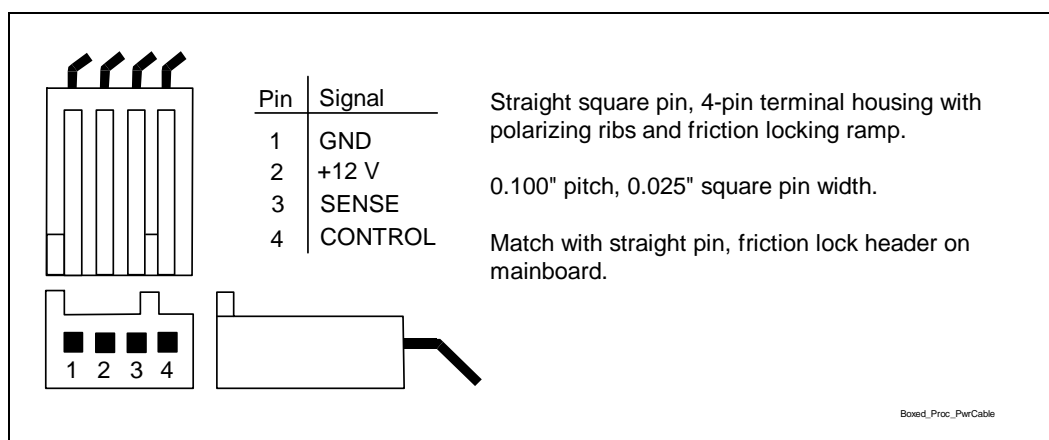 Pin Signal
1 GND
2 +12 V
3 SENSE
4 CONTROL
Straight square pin, 4-pin terminal housing with
polarizing ribs and friction locking ramp.
0.100" pitch, 0.025" square pin width.
Match with straight pin, friction lock header on
mainboard.
1 2 3 4
Boxed_Proc_PwrCable